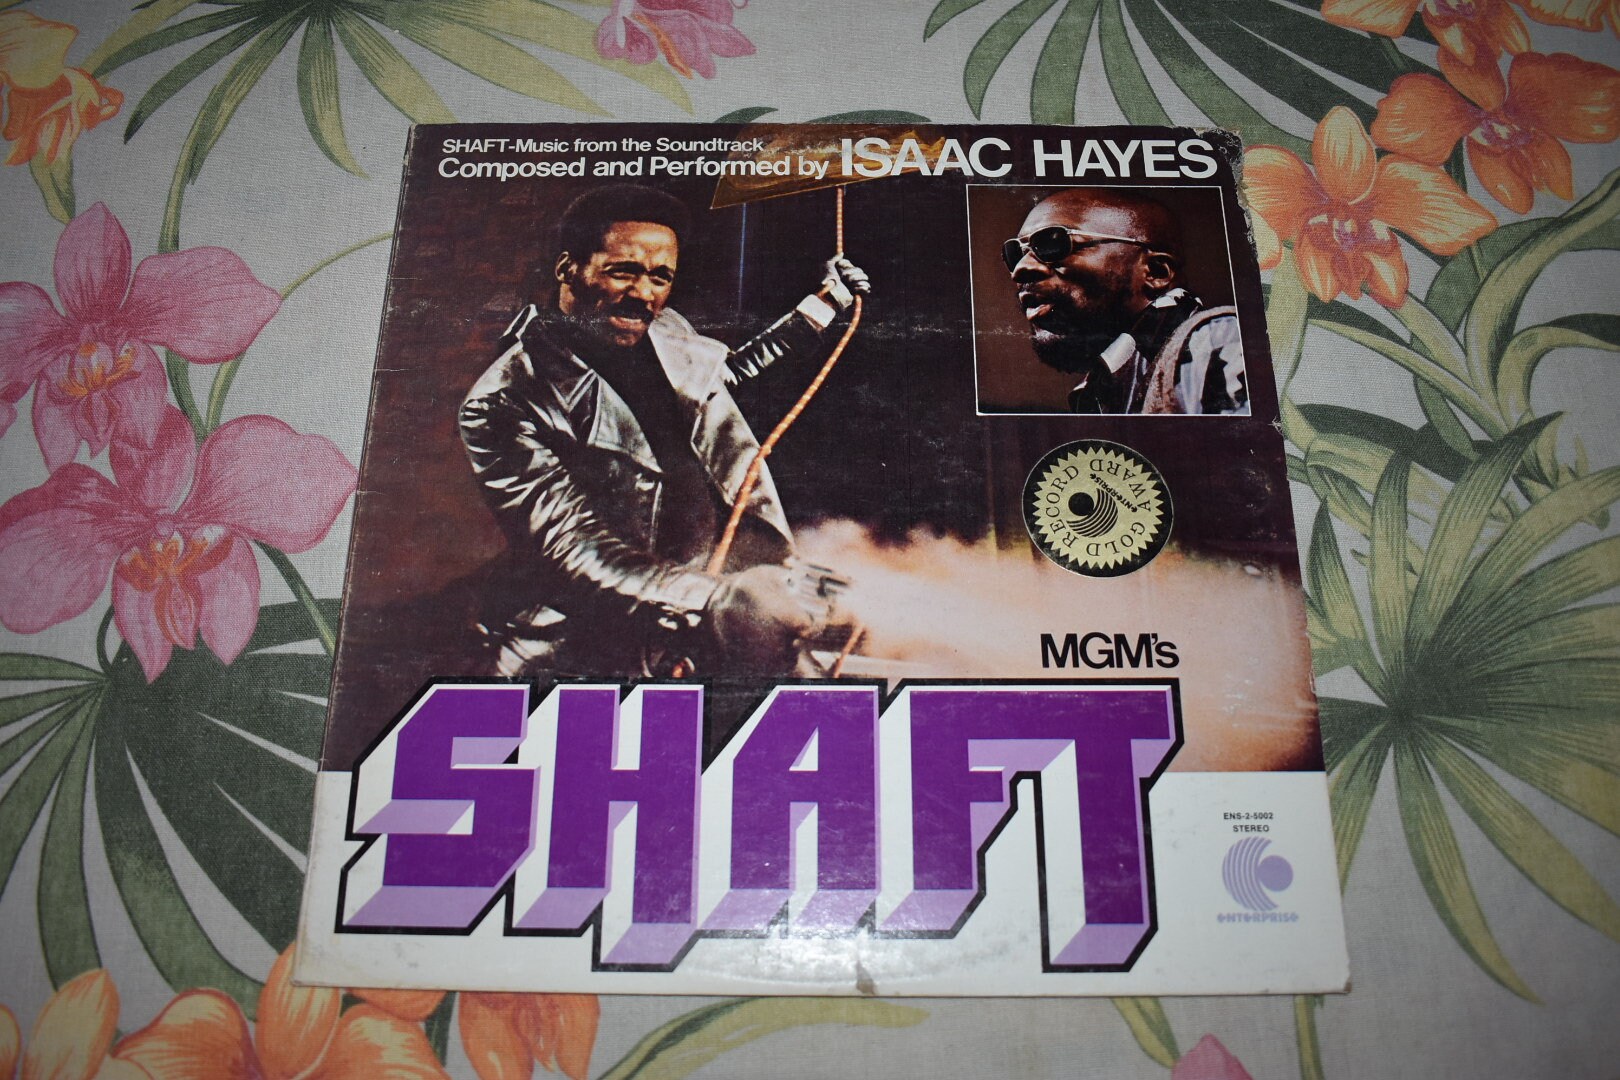 SHAFT-Music from the Soundtrack
Composed and Performed by ISAAC HAYES
GOLD RECORD AWARD
ENTERPRISE
MGM's
SHAFT
ENS-2-5002
STEREO
ENTERPRISE